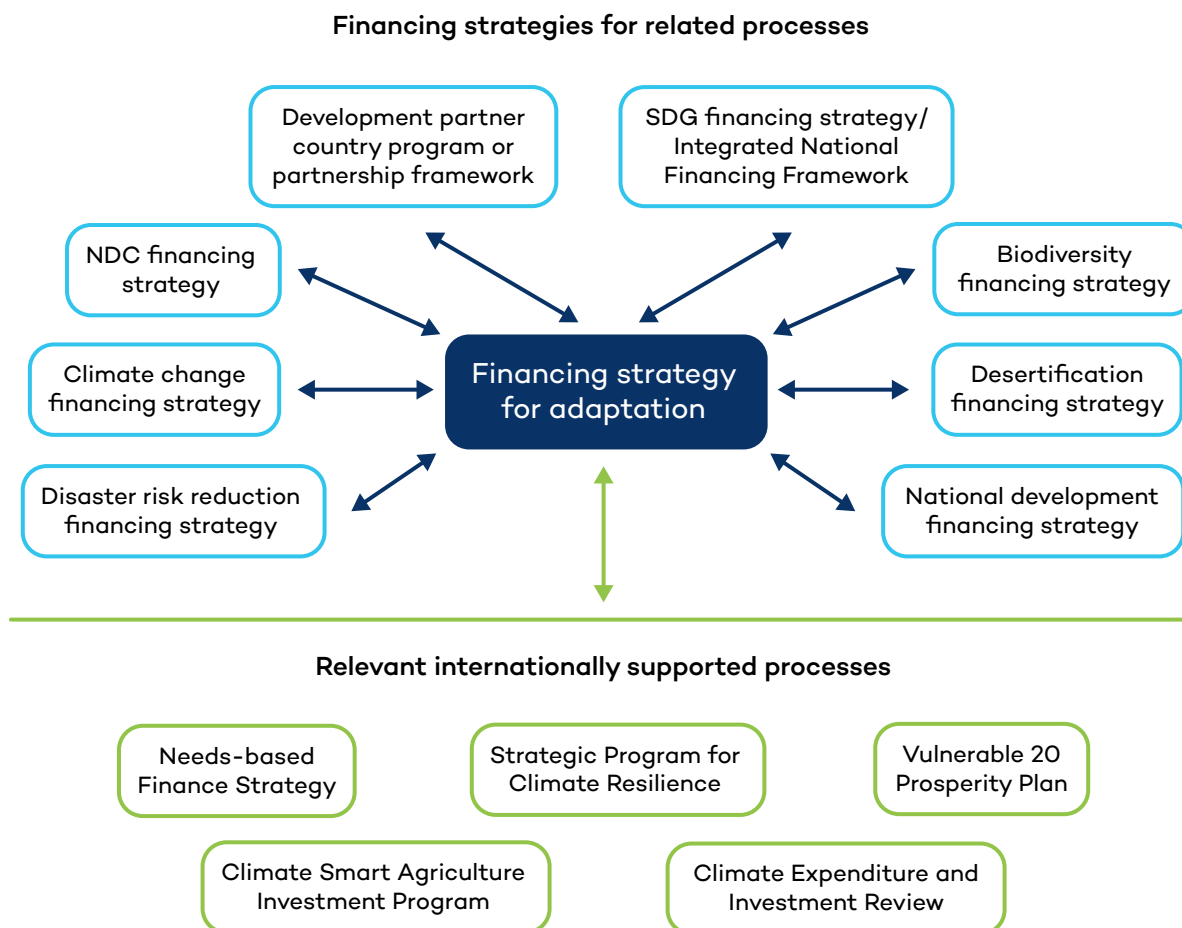 Financing strategies for related processes
Development partner
country program or
partnership framework
SDG financing strategy/
Integrated National
Financing Framework
NDC financing
strategy
Biodiversity
financing strategy
Climate change
financing strategy
Financing strategy
for adaptation
Desertification
financing strategy
Disaster risk reduction
financing strategy
National development
financing strategy
Relevant internationally supported processes
Needs-based
Finance Strategy
Strategic Program for
Climate Resilience
Vulnerable 20
Prosperity Plan
Climate Smart Agriculture
Investment Program
Climate Expenditure and
Investment Review